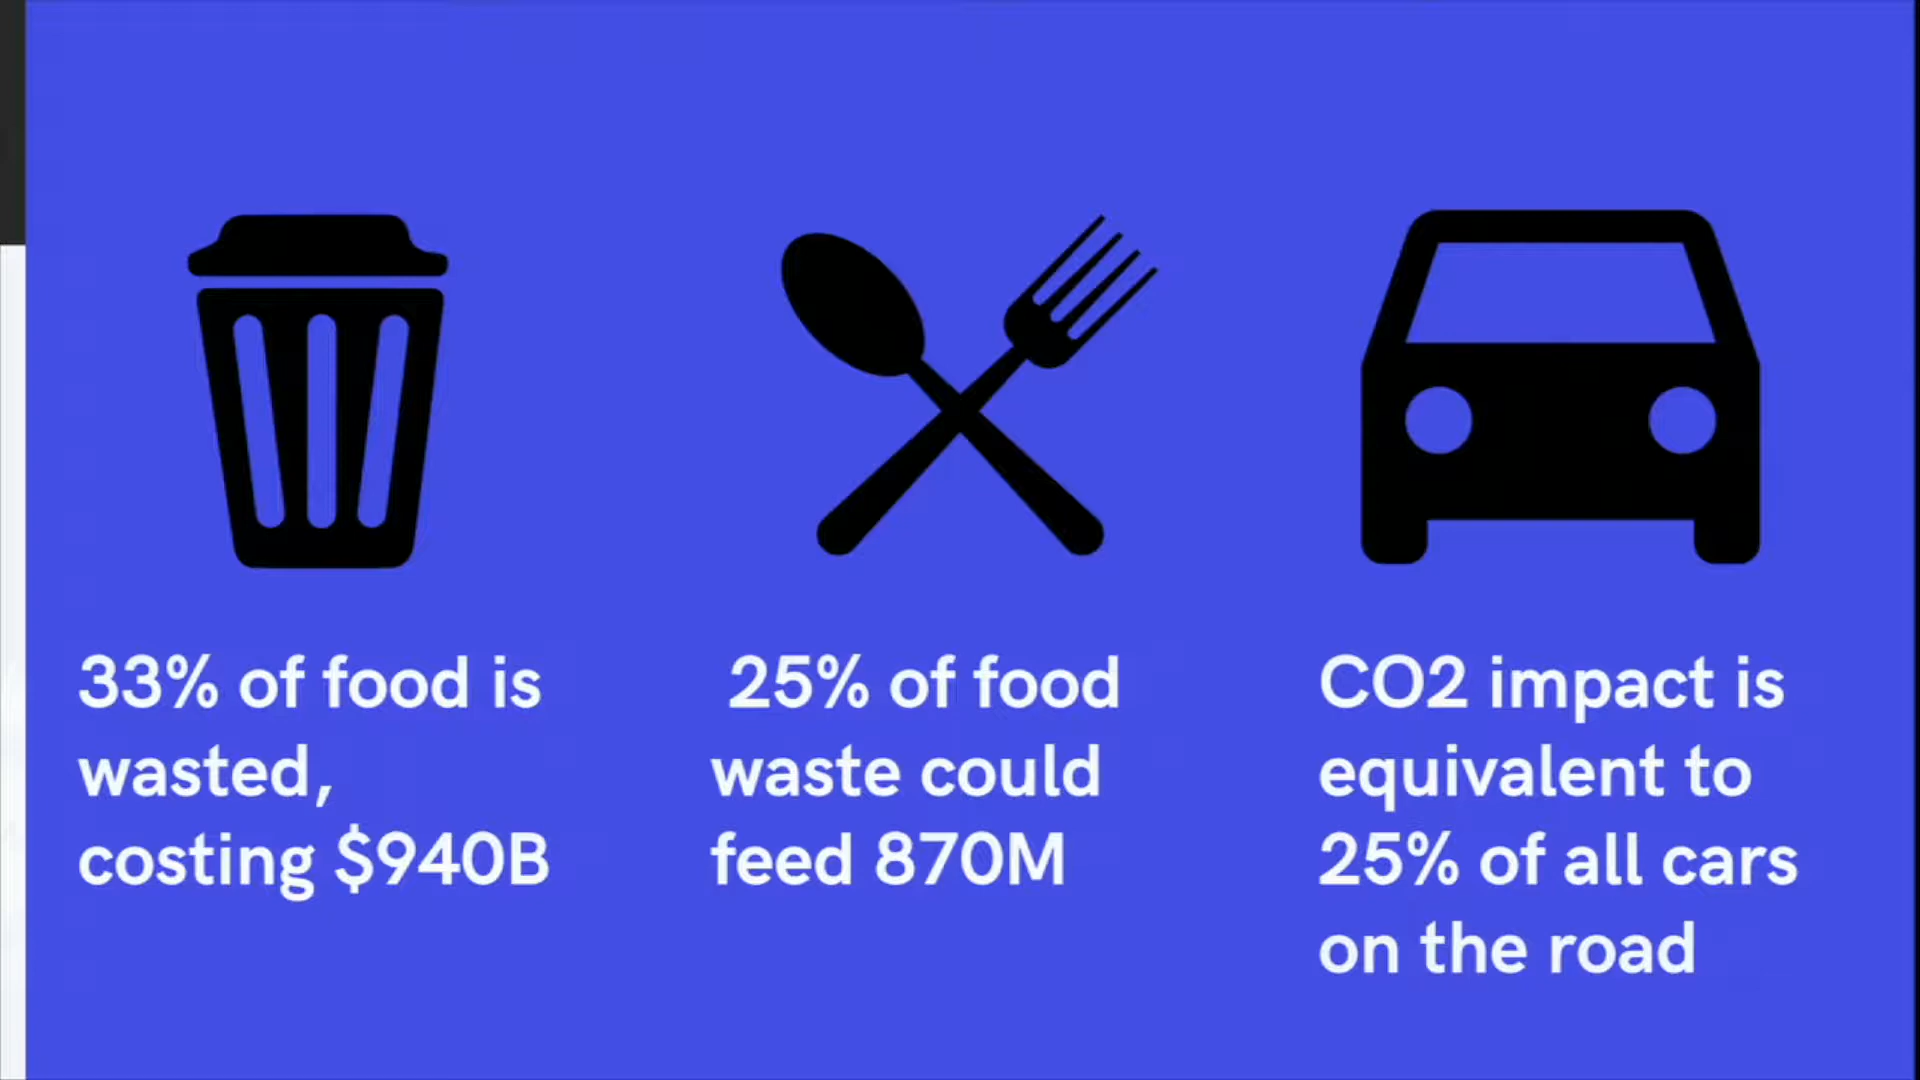 33% of food is
wasted,
costing $940B
25% of food
waste could
feed 870M
CO2 impact is
equivalent to
25% of all cars
on the road